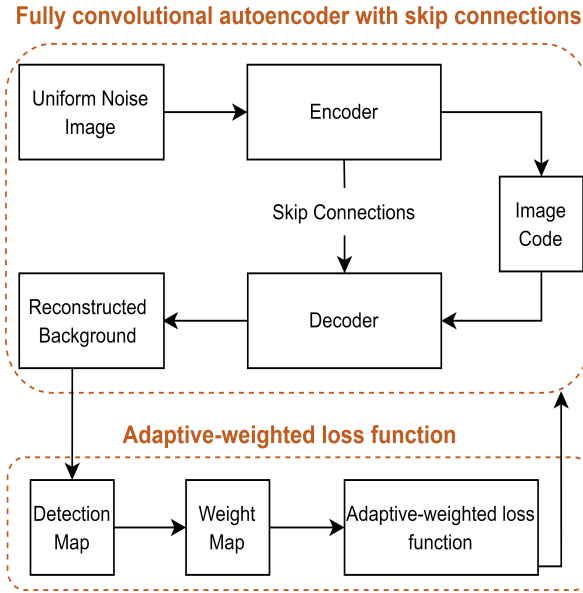 Fully convolutional autoencoder with skip connections
Uniform Noise
Image
Encoder
Skip Connections
Image
Code
Reconstructed
Background
Decoder
Adaptive-weighted loss function
Detection
Map
Weight
Map
Adaptive-weighted loss
function